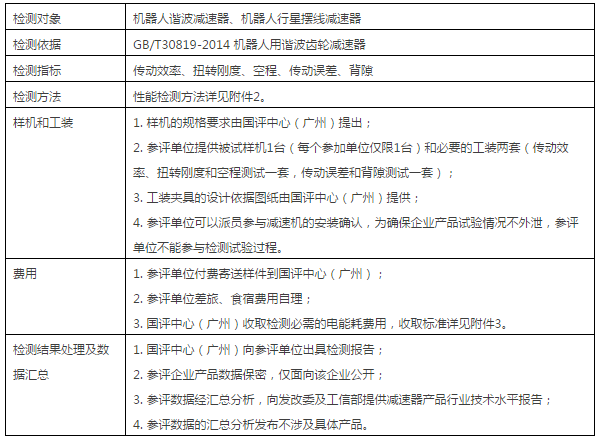 检测对象
机器人谐波减速器、机器人行星摆线减速器
检测依据
GB/T30819-2014 机器人用谐波齿轮减速器
检测指标
传动效率、扭转刚度、空程、传动误差、背隙
检测方法
性能检测方法详见附件2。
样机和工装
1. 样机的规格要求由国评中心（广州）提出；
2. 参评单位提供被试样机1台（每个参加单位仅限1台）和必要的工装两套（传动效
率、扭转刚度和空程测试一套，传动误差和背隙测试一套）；
3. 工装夹具的设计依据图纸由国评中心（广州）提供；
4. 参评单位可以派员参与减速机的安装确认，为确保企业产品试验情况不外泄，参评
单位不能参与检测试验过程。
费用
1. 参评单位付费寄送样件到国评中心（广州）；
2. 参评单位差旅、食宿费用自理；
3. 国评中心（广州）收取检测必需的电能耗费用，收取标准详见附件3。
检测结果处理及数
据汇总
1. 国评中心（广州）向参评单位出具检测报告；
2. 参评企业产品数据保密，仅面向该企业公开；
3. 参评数据经汇总分析，向发改委及工信部提供减速器产品行业技术水平报告；
4. 参评数据的汇总分析发布不涉及具体产品。